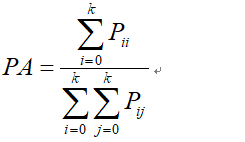 $$PA = \frac{\sum_{i=0}^{k} P_{ii}}{\sum_{i=0}^{k} \sum_{j=0}^{k} P_{ij}}$$ ↵